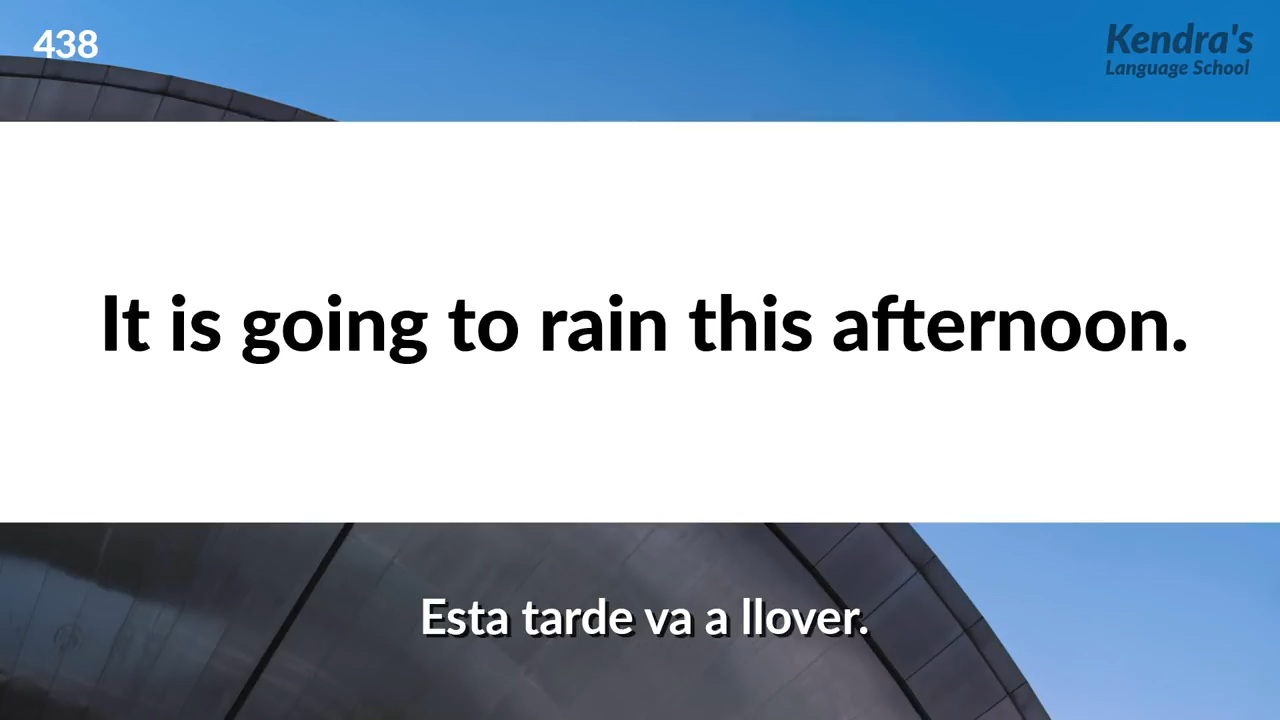 438
Kendra's
Language School
It is going to rain this afternoon.
Esta tarde va a llover.